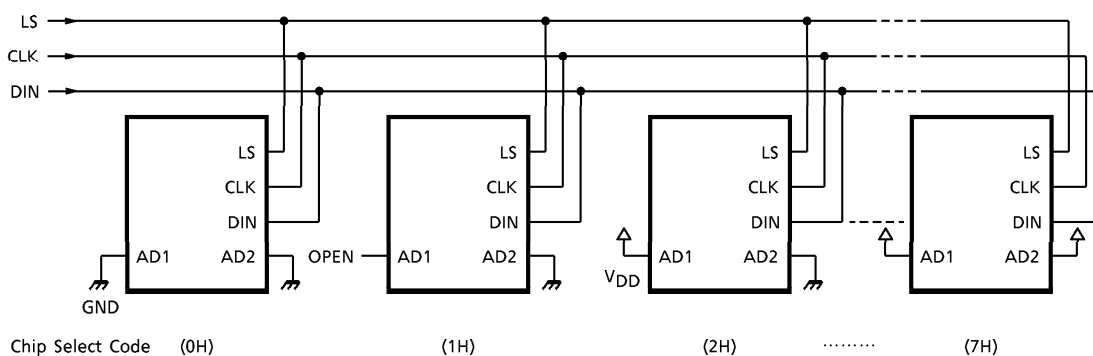 LS
CLK
DIN
LS LS LS LS
CLK CLK CLK CLK
DIN DIN DIN DIN
AD1 AD2 OPEN AD1 AD2 AD1 AD2 AD1 AD2
GND VDD
Chip Select Code (0H) (1H) (2H) ········· (7H)